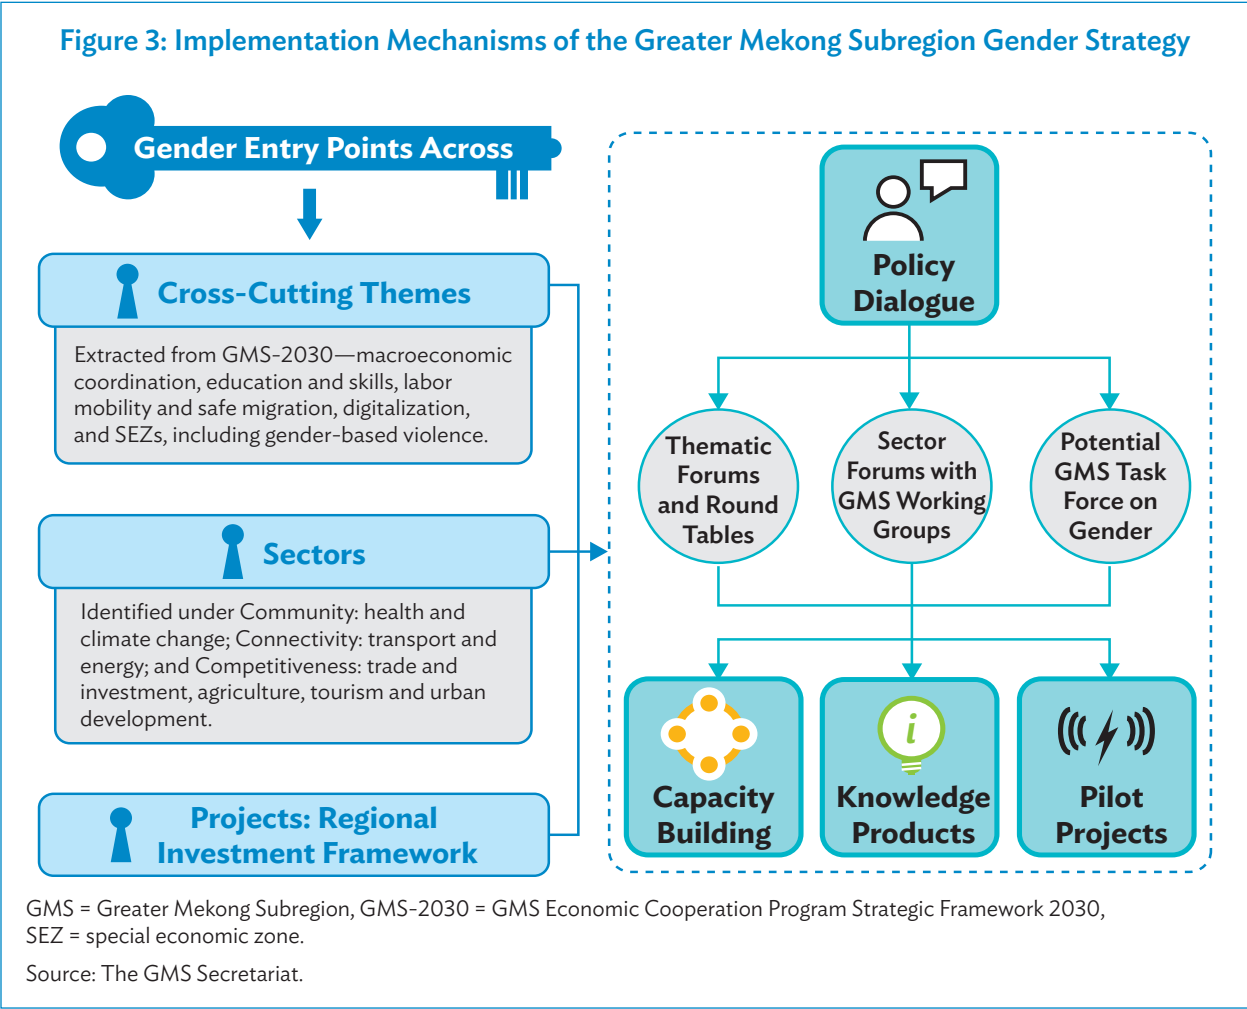 Figure 3: Implementation Mechanisms of the Greater Mekong Subregion Gender Strategy
Gender Entry Points Across
Cross-Cutting Themes
Extracted from GMS-2030—macroeconomic
coordination, education and skills, labor
mobility and safe migration, digitalization,
and SEZs, including gender-based violence.
Sectors
Identified under Community: health and
climate change; Connectivity: transport and
energy; and Competitiveness: trade and
investment, agriculture, tourism and urban
development.
Projects: Regional
Investment Framework
Policy
Dialogue
Thematic
Forums
and Round
Tables
Sector
Forums with
GMS Working
Groups
Potential
GMS Task
Force on
Gender
Capacity
Building
i
Knowledge
Products
Pilot
Projects
GMS = Greater Mekong Subregion, GMS-2030 = GMS Economic Cooperation Program Strategic Framework 2030,
SEZ = special economic zone.
Source: The GMS Secretariat.